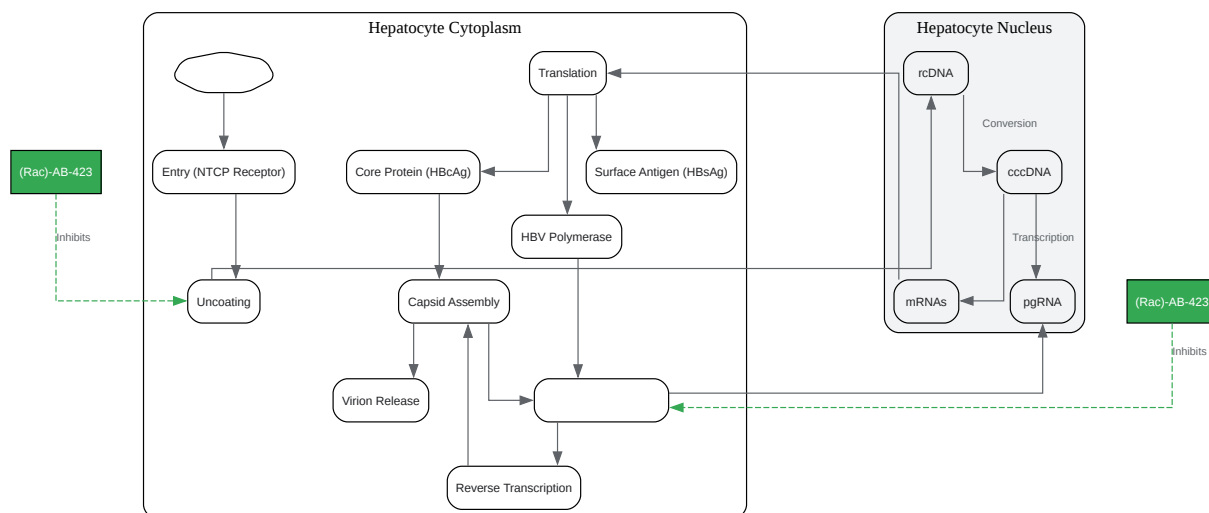 Hepatocyte Cytoplasm
Hepatocyte Nucleus
Translation
rcDNA
Conversion
(Rac)-AB-423
Entry (NTCP Receptor)
Core Protein (HBcAg)
Surface Antigen (HBsAg)
cccDNA
Inhibits
HBV Polymerase
Transcription
Uncoating
Capsid Assembly
mRNAs
pgRNA
(Rac)-AB-423
Inhibits
Virion Release
Reverse Transcription